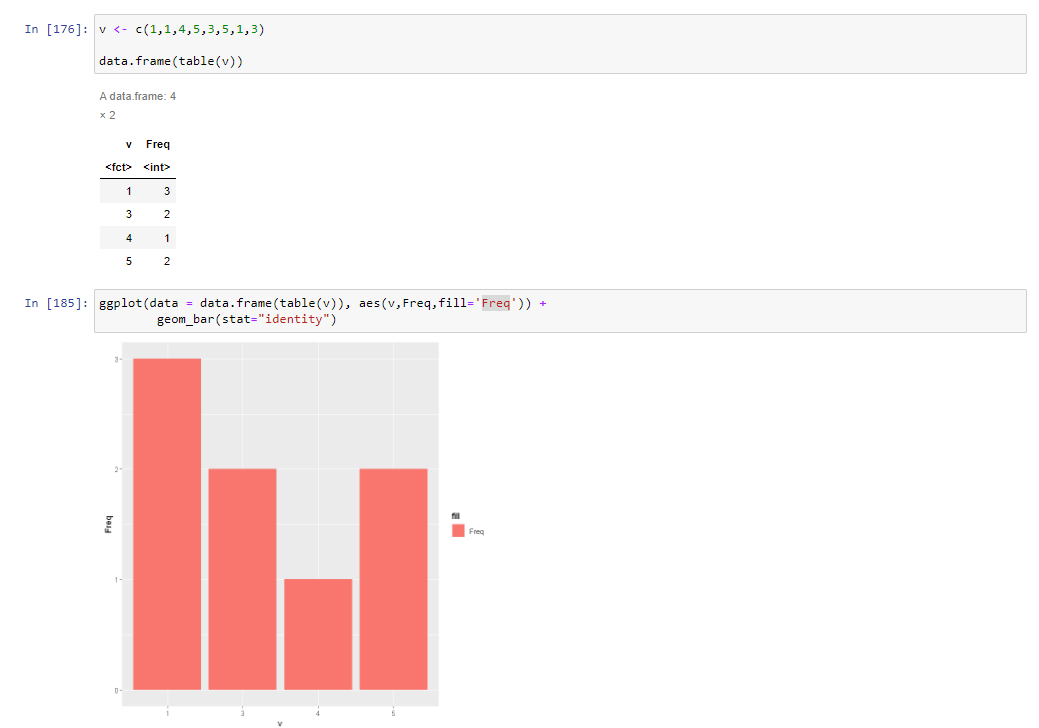 In [176]: v <- c(1,1,4,5,3,5,1,3)
data.frame(table(v))
A data.frame: 4
× 2
v Freq
<fct> <int>
1 3
3 2
4 1
5 2
In [185]: ggplot(data = data.frame(table(v)), aes(v,Freq,fill='Freq')) +
geom_bar(stat="identity")
3
2
1
0
Freq
1 3 4 5
v
fill
Freq